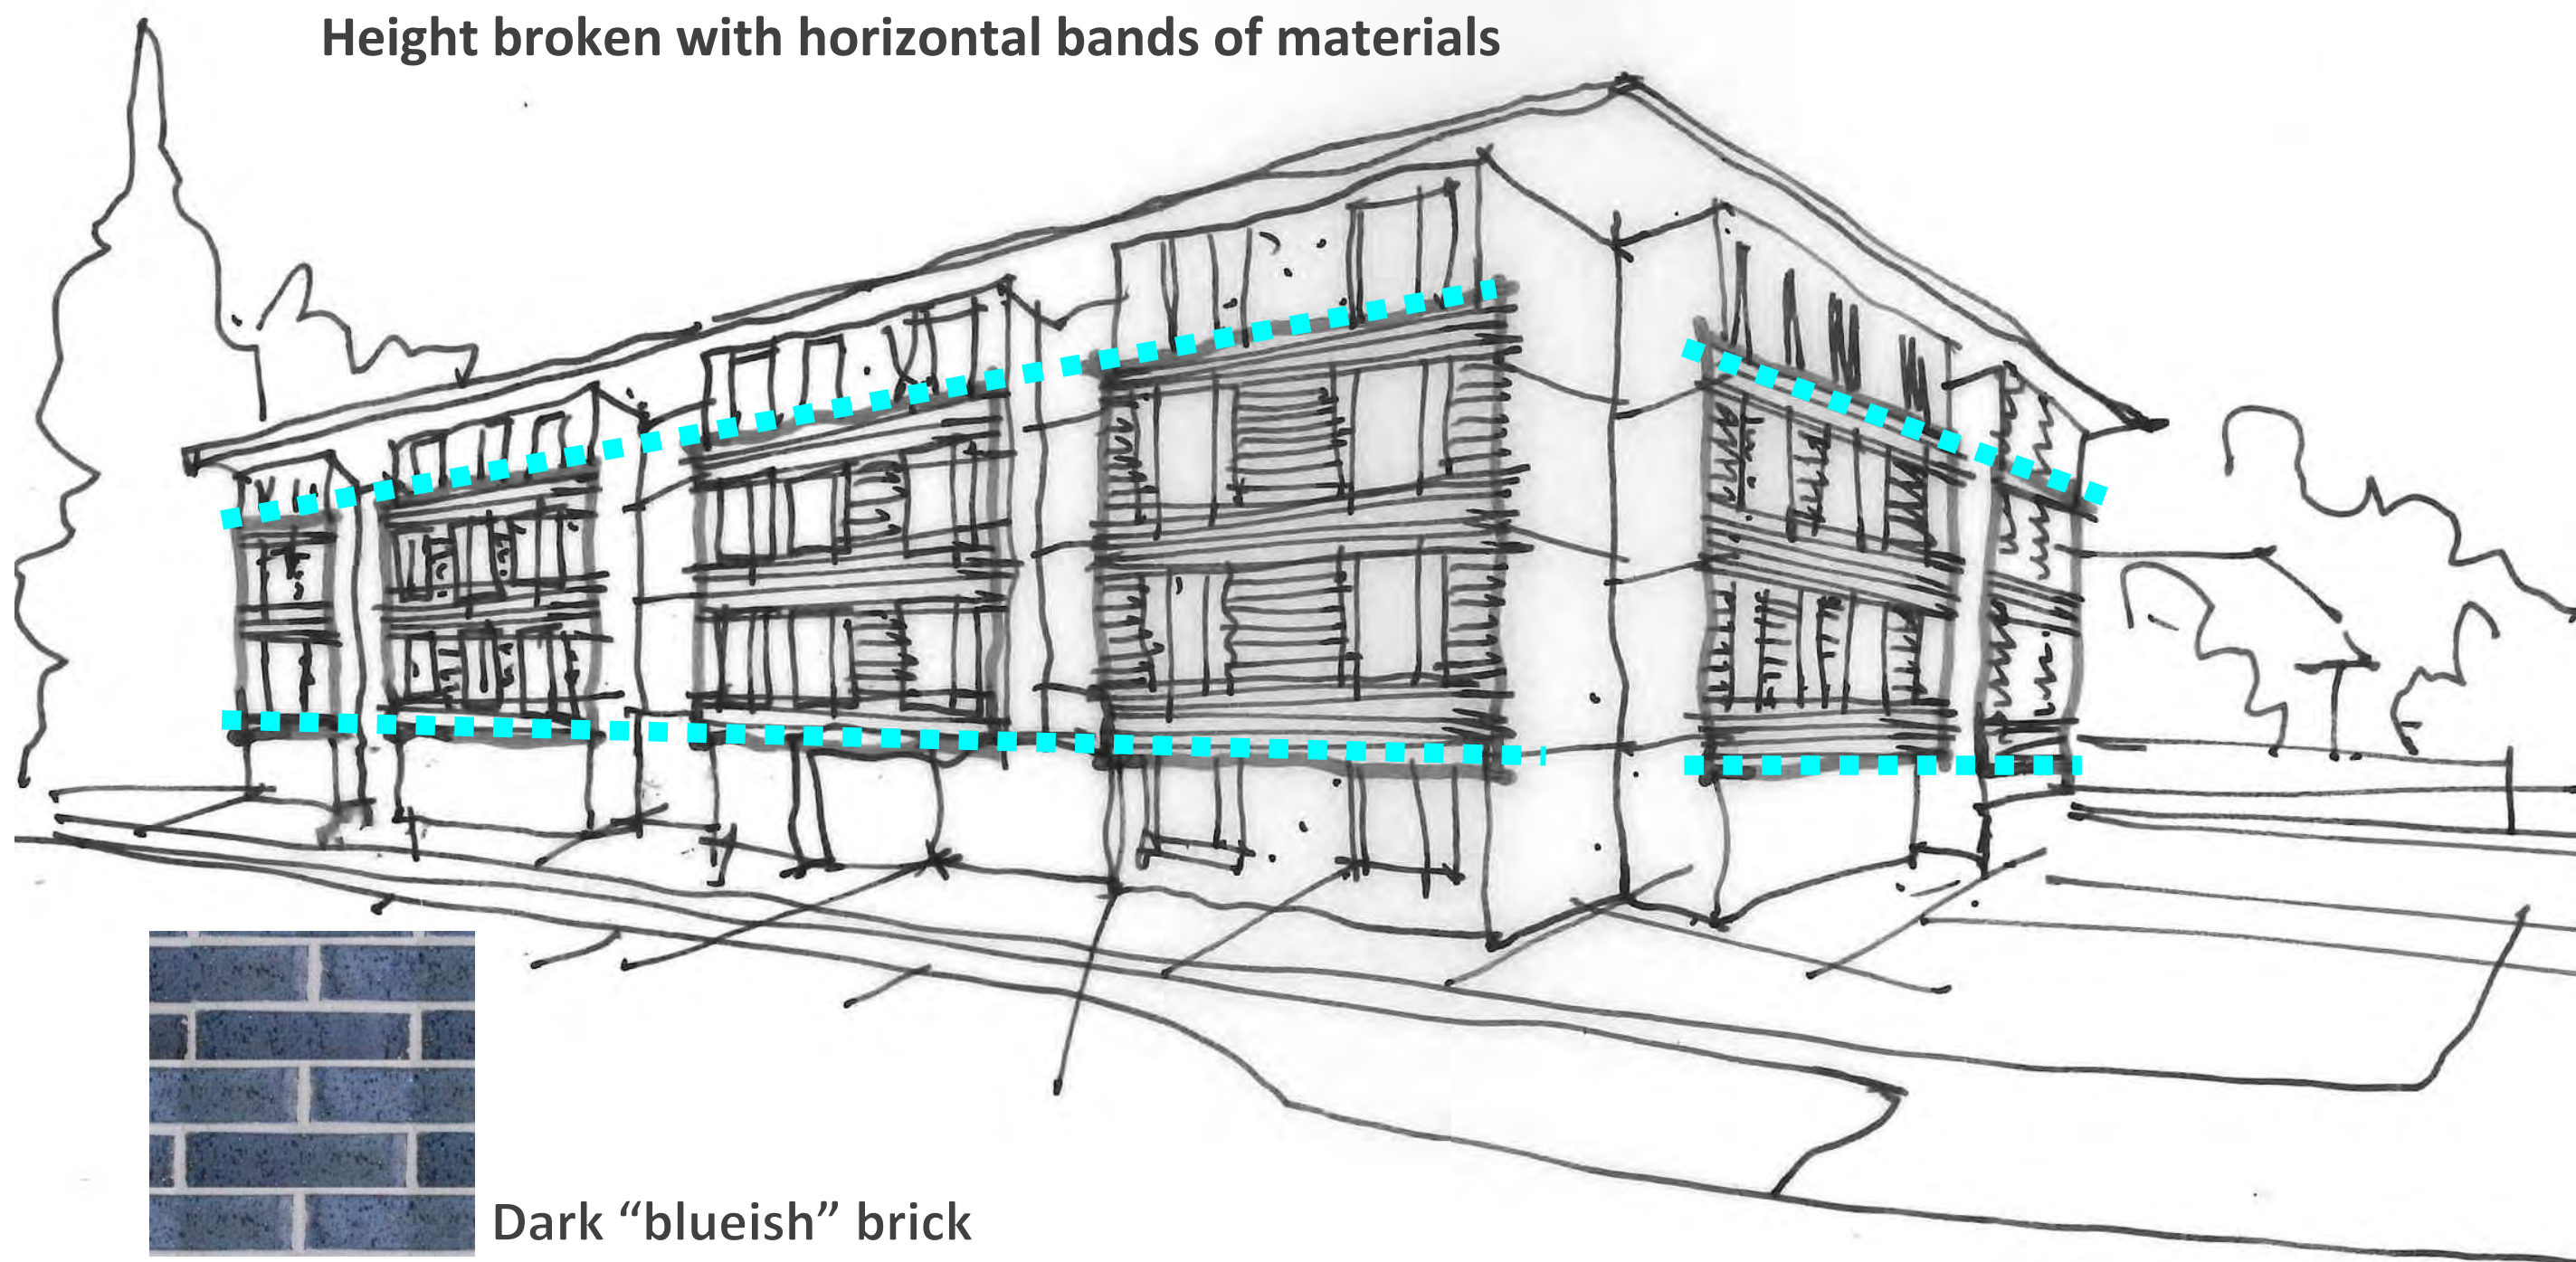 Height broken with horizontal bands of materials
Dark “blueish” brick